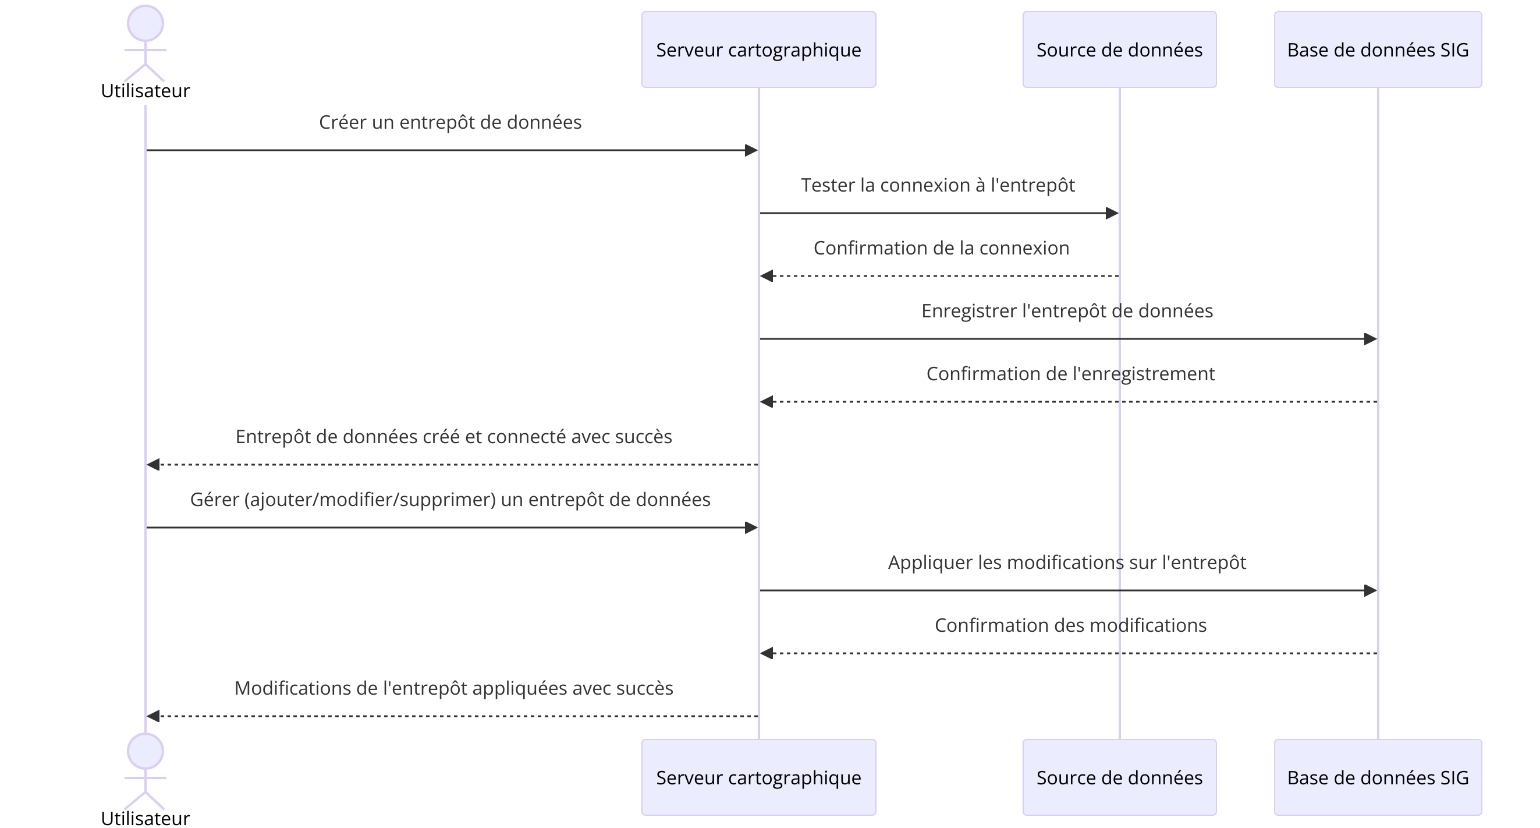 Utilisateur
Serveur cartographique
Source de données
Base de données SIG
Créer un entrepôt de données
Tester la connexion à l'entrepôt
Confirmation de la connexion
Enregistrer l'entrepôt de données
Confirmation de l'enregistrement
Entrepôt de données créé et connecté avec succès
Gérer (ajouter/modifier/supprimer) un entrepôt de données
Appliquer les modifications sur l'entrepôt
Confirmation des modifications
Modifications de l'entrepôt appliquées avec succès
Utilisateur
Serveur cartographique
Source de données
Base de données SIG